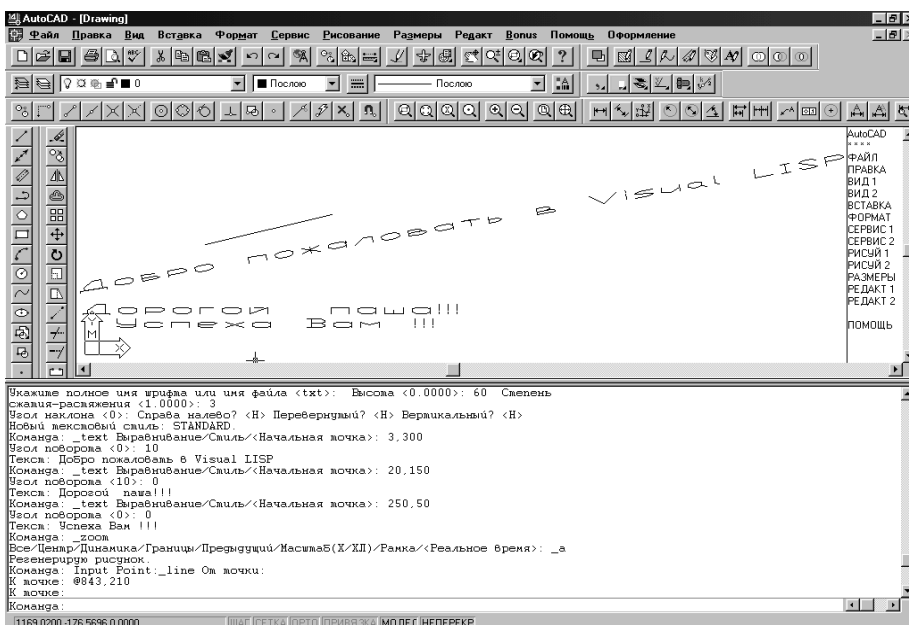 AutoCAD - [Drawing]
Файл Правка Вид Вставка Формат Сервис Рисование Размеры Редакт Bonus Помощь Оформление
0 Послою Послою
AutoCAD
* * * *
ФАЙЛ
ПРАВКА
ВИД 1
ВИД 2
ВСТАВКА
ФОРМАТ
СЕРВИС 1
СЕРВИС 2
РИСУЙ 1
РИСУЙ 2
РАЗМЕРЫ
РЕДАКТ 1
РЕДАКТ 2
ПОМОЩЬ
Добро пожаловать в Visual LISP
Дорогой паша!!!
Успеха Вам !!!
М
X
Укажите полное имя шрифта или имя файла (txt): Высота <0.0000>: 60 Степень
сжатия-растяжения <1.0000>: 3
Угол наклона <0>: Справа налево? <Н> Перевернутый? <Н> Вертикальный? <Н>
Новый текстовый стиль: STANDARD.
Команда: _text Выравнивание/Стиль/<Начальная точка>: 3,300
Угол поворота <0>: 10
Текст: Добро пожаловать в Visual LISP
Команда: _text Выравнивание/Стиль/<Начальная точка>: 20,150
Угол поворота <10>: 0
Текст: Дорогой паша!!!
Команда: _text Выравнивание/Стиль/<Начальная точка>: 250,50
Угол поворота <0>: 0
Текст: Успеха Вам !!!
Команда: _zoom
Все/Центр/Динамика/Границы/Предыдущий/Масштаб(Х/ХЛ)/Рамка/<Реальное время>: _a
Регенерирую рисунок.
Команда: Input Point:_line От точки:
К точке: @843,210
К точке:
Команда:
1169.0200,-176.5696,0.0000 ШАГ СЕТКА ОРТО ПРИВЯЗКА МОДЕЛ НЕПЕРЕКР